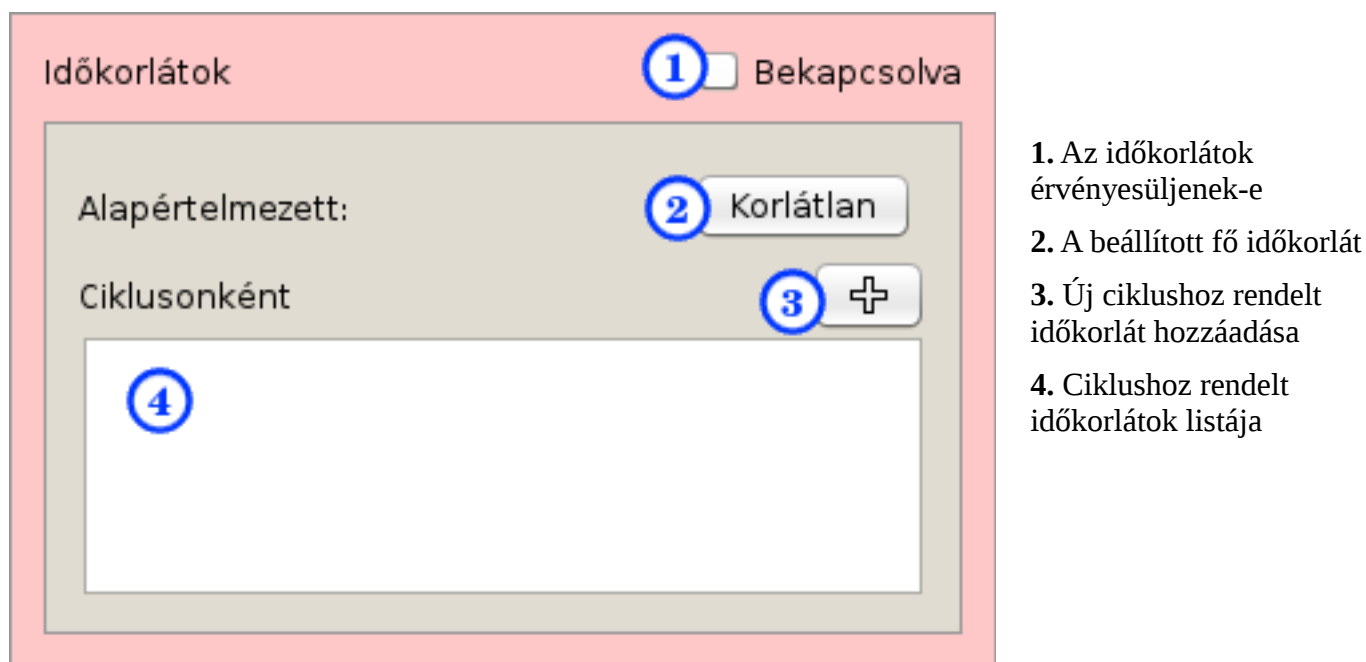 Időkorlátok
1
Bekapcsolva
Alapértelmezett:
2
Korlátlan
Ciklusonként
3
4
1. Az időkorlátok
érvényesüljenek-e
2. A beállított fő időkorlát
3. Új ciklushoz rendelt
időkorlát hozzáadása
4. Ciklushoz rendelt
időkorlátok listája